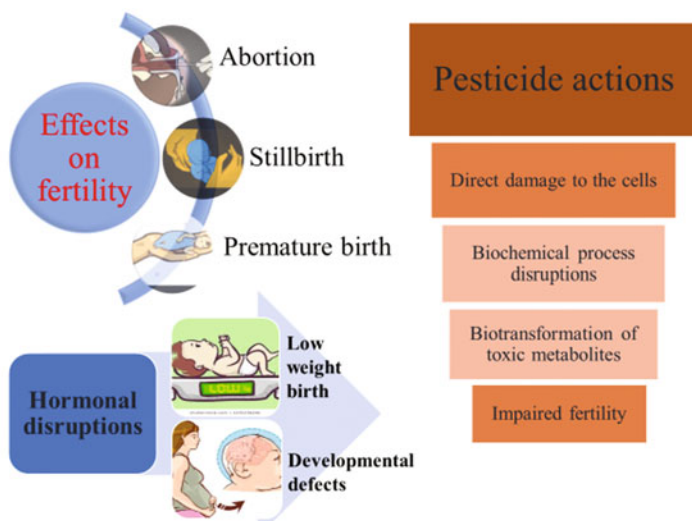 Effects
on
fertility
Abortion
Stillbirth
Premature birth
Hormonal
disruptions
LOW
Low
weight
birth
Developmental
defects
Pesticide actions
Direct damage to the cells
Biochemical process
disruptions
Biotransformation of
toxic metabolites
Impaired fertility